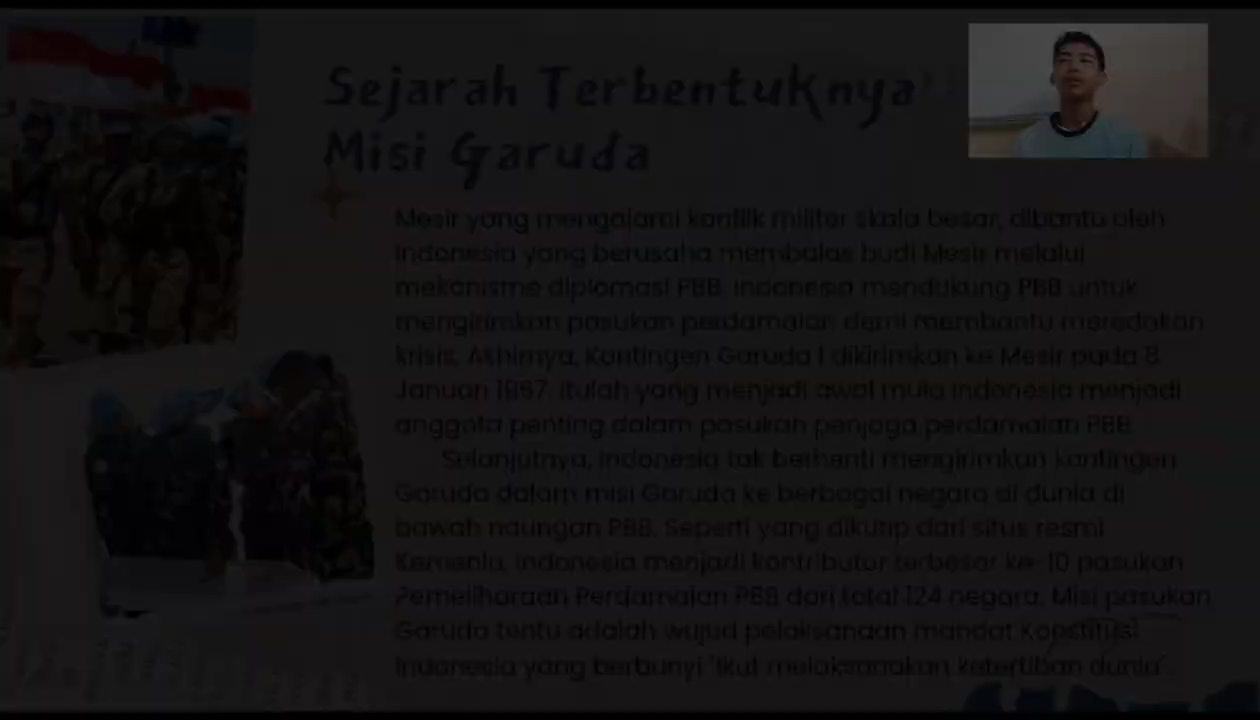 Sejarah Terbentuknya
Misi Garuda
Mesir yang mengalami konflik militer skala besar, dibantu oleh
Indonesia yang berusaha membalas budi Mesir melalui
mekanisme diplomasi PBB. Indonesia mendukung PBB untuk
mengirimkan pasukan perdamaian demi membantu meredakan
krisis. Akhirnya, Kontingen Garuda I dikirimkan ke Mesir pada 8
Januari 1957. Itulah yang menjadi awal mula Indonesia menjadi
anggota penting dalam pasukan penjaga perdamaian PBB.
Selanjutnya, Indonesia tak berhenti mengirimkan kontingen
Garuda dalam misi Garuda ke berbagai negara di dunia di
bawah naungan PBB. Seperti yang dikutip dari situs resmi
Kemenlu, Indonesia menjadi kontributor terbesar ke-10 pasukan
Pemeliharaan Perdamaian PBB dari total 124 negara. Misi pasukan
Garuda tentu adalah wujud pelaksanaan mandat Konstitusi
Indonesia yang berbunyi "ikut melaksanakan ketertiban dunia".